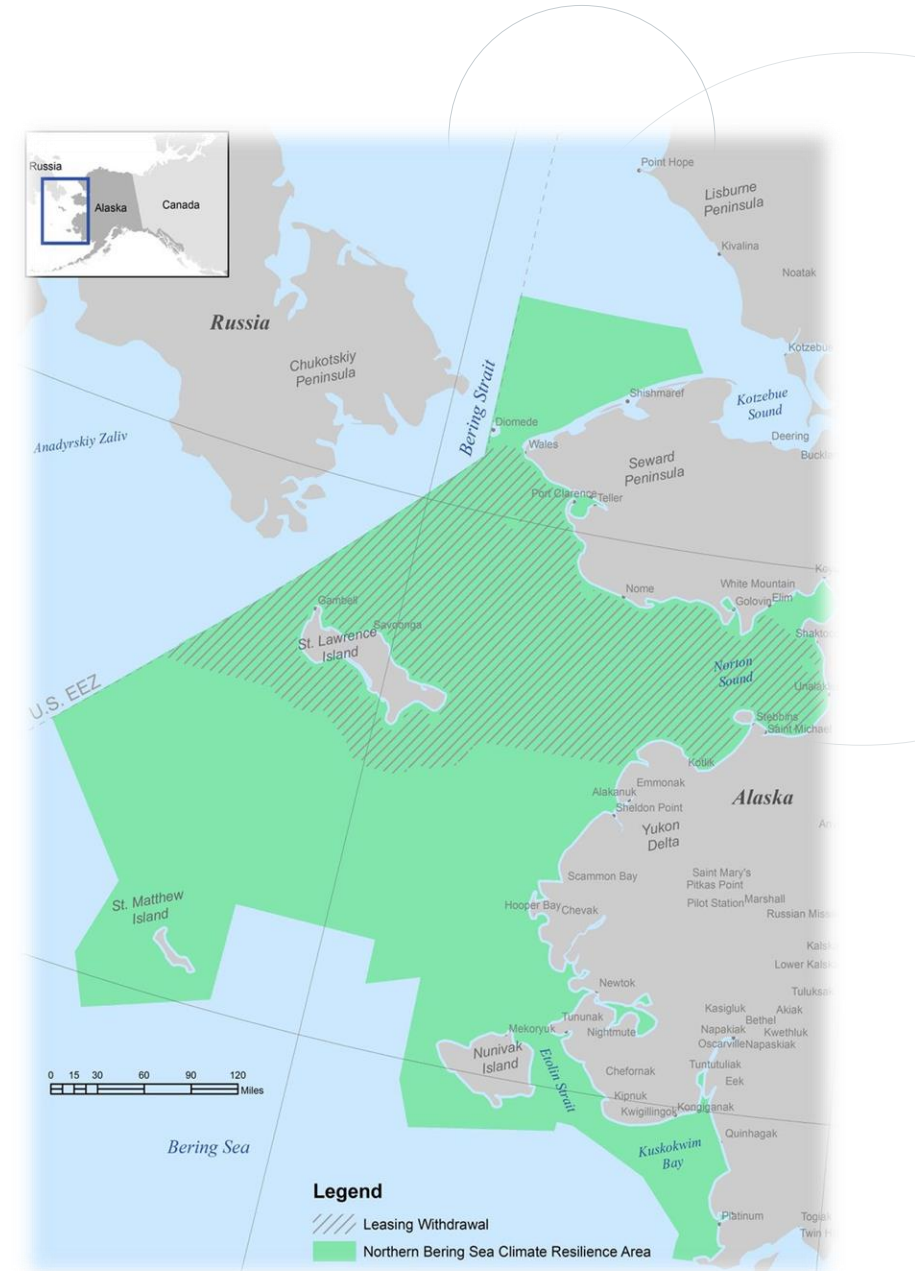 Russia
Alaska
Canada
Point Hope
Lisburne
Peninsula
Kivalina
Noatak
Russia
Chukotskiy
Peninsula
Bering Strait
Kotzebue
Shishmaref
Kotzebue
Sound
Diomede
Deering
Anadyrskiy Zaliv
Wales
Seward
Peninsula
Port Clarence
Teller
Nome
White Mountain
Golovin
Elim
Gambell
Savoonga
St. Lawrence
Island
Norton
Sound
U.S. EEZ
Stebbins
Saint Michael
Kotlik
Emmonak
Alakanuk
Sheldon Point
Alaska
Yukon
Delta
St. Matthew
Island
Scammon Bay
Saint Mary's
Pitkas Point
Pilot Station
Marshall
Hooper Bay
Chevak
Russian
Lower
Newtok
Tuluksak
Kasigluk
Akiak
Bethel
Tununak
Mekoryuk
Nightmute
Napakiak
Kwethluk
Oscarville
Napaskiak
Nunivak
Island
Etolin Strait
Tuntutuliak
Chefornak
Eek
Kipnuk
Kwigillingok
Kongiganak
Quinhagak
Kuskokwim
Bay
0 15 30 60 90 120
Miles
Bering Sea
Platinum
Legend
Leasing Withdrawal
Northern Bering Sea Climate Resilience Area